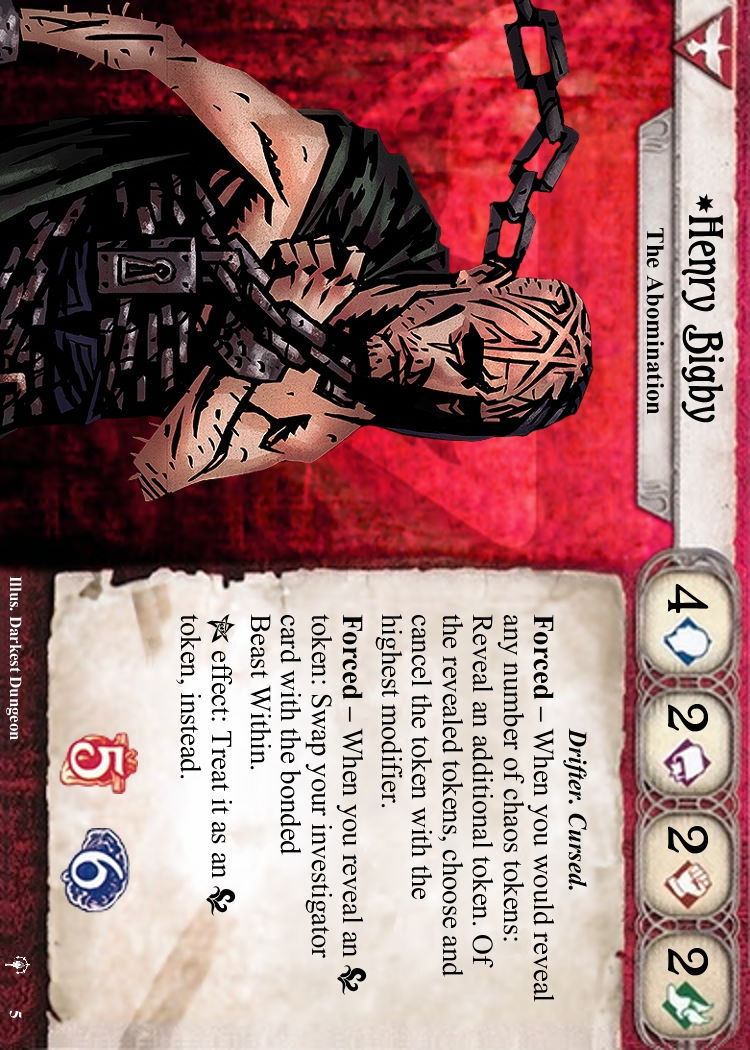 Henry Bigby
The Abomination
4 2 2 2
Drifter. Cursed.
Forced – When you would reveal
any number of chaos tokens:
Reveal an additional token. Of
the revealed tokens, choose and
cancel the token with the
highest modifier.
Forced – When you reveal an
token: Swap your investigator
card with the bonded
Beast Within.
effect: Treat it as an
token, instead.
5 6
Illus. Darkest Dungeon
5